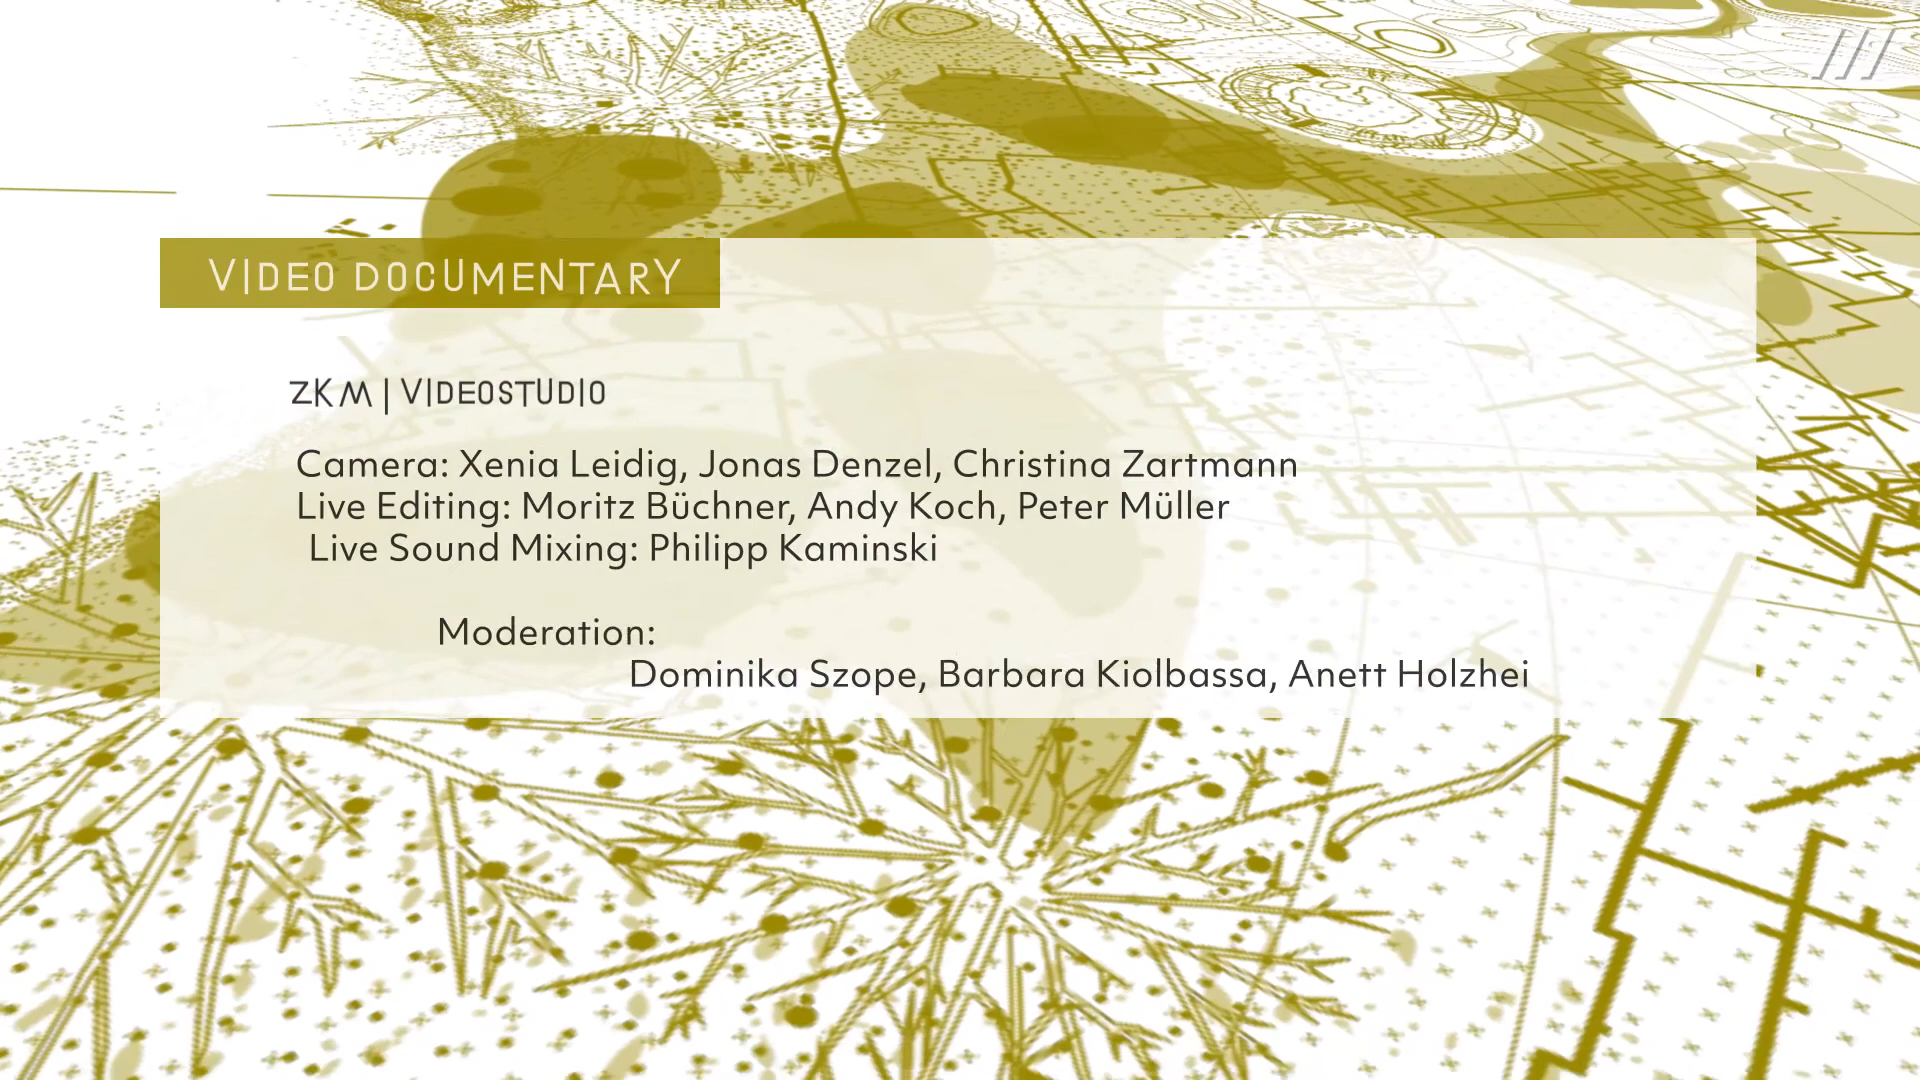 VIDEO DOCUMENTARY
ZKM | VIDEOSTUDIO
Camera: Xenia Leidig, Jonas Denzel, Christina Zartmann
Live Editing: Moritz Büchner, Andy Koch, Peter Müller
Live Sound Mixing: Philipp Kaminski
Moderation:
Dominika Szope, Barbara Kiolbassa, Anett Holzhei